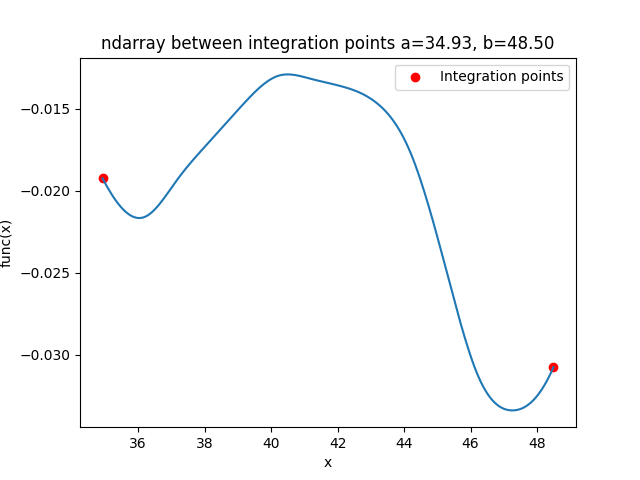 ndarray between integration points a=34.93, b=48.50
Integration points
−0.015
−0.020
−0.025
−0.030
func(x)
36 38 40 42 44 46 48
x